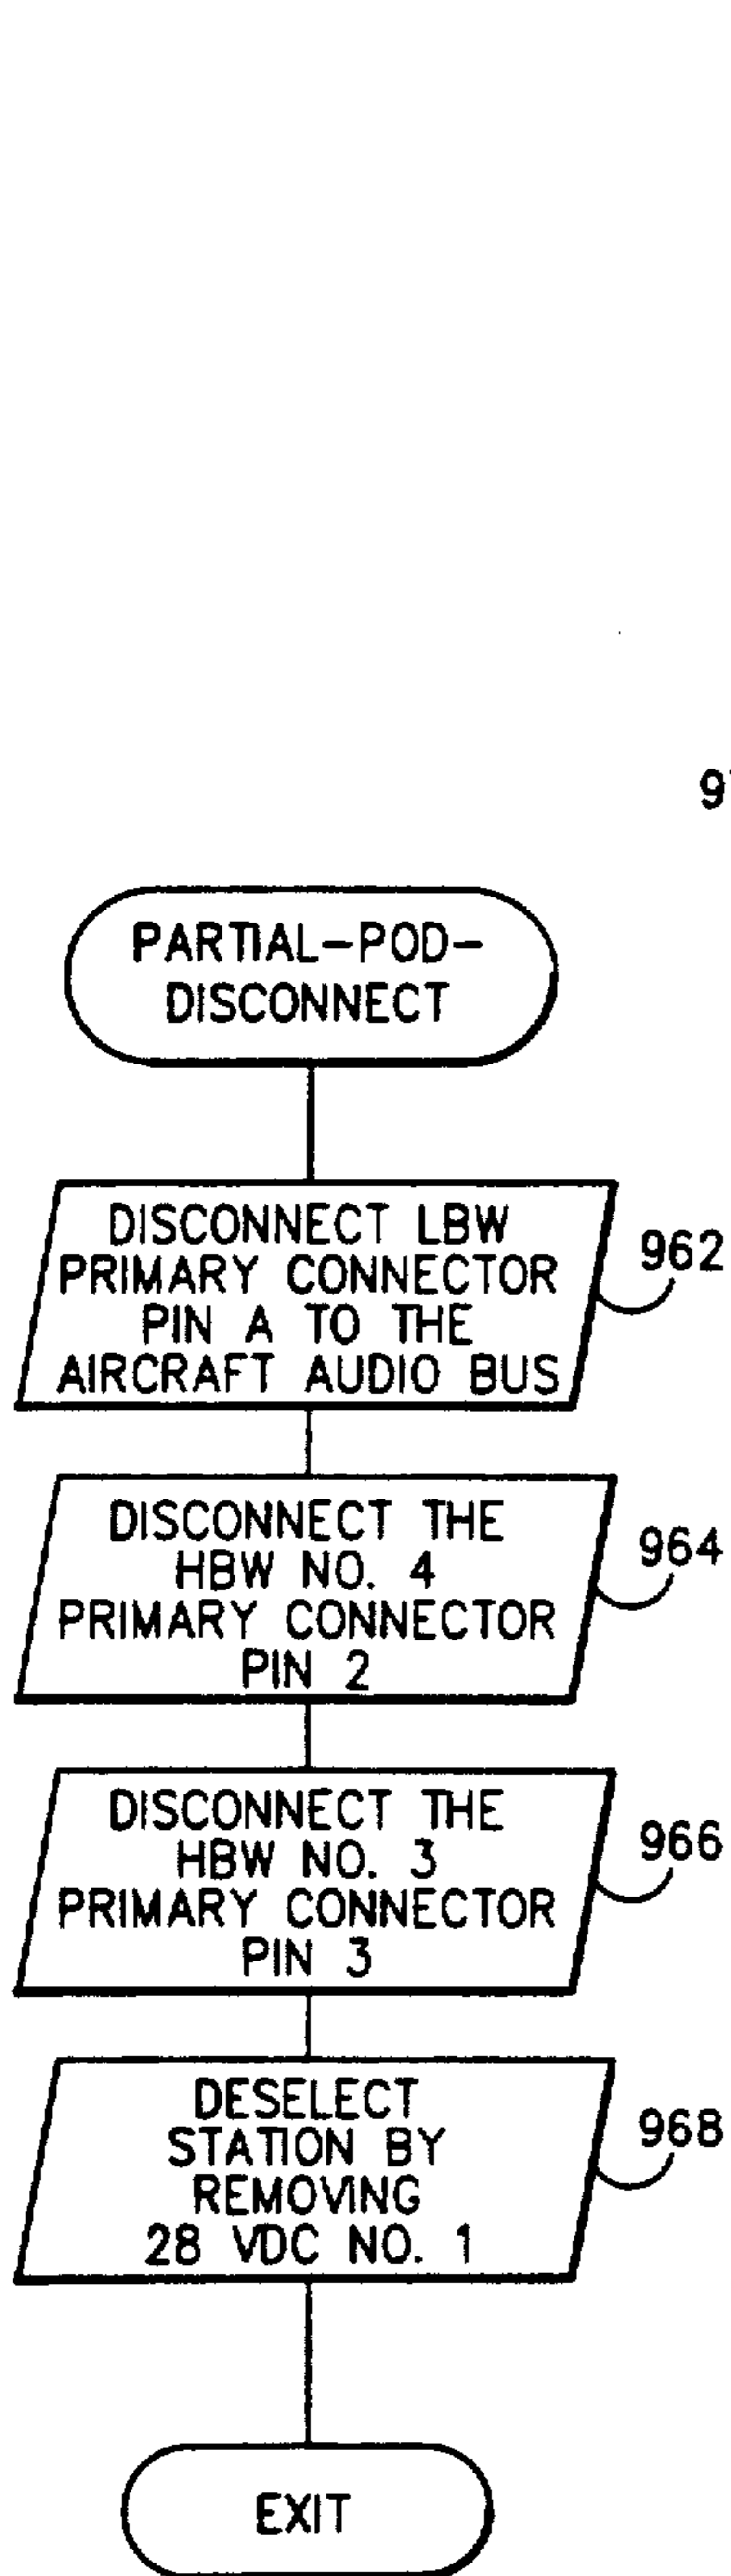 PARTIAL-POD-
DISCONNECT
DISCONNECT LBW
PRIMARY CONNECTOR
PIN A TO THE
AIRCRAFT AUDIO BUS
962
DISCONNECT THE
HBW NO. 4
PRIMARY CONNECTOR
PIN 2
964
DISCONNECT THE
HBW NO. 3
PRIMARY CONNECTOR
PIN 3
966
DESELECT
STATION BY
REMOVING
28 VDC NO. 1
968
EXIT